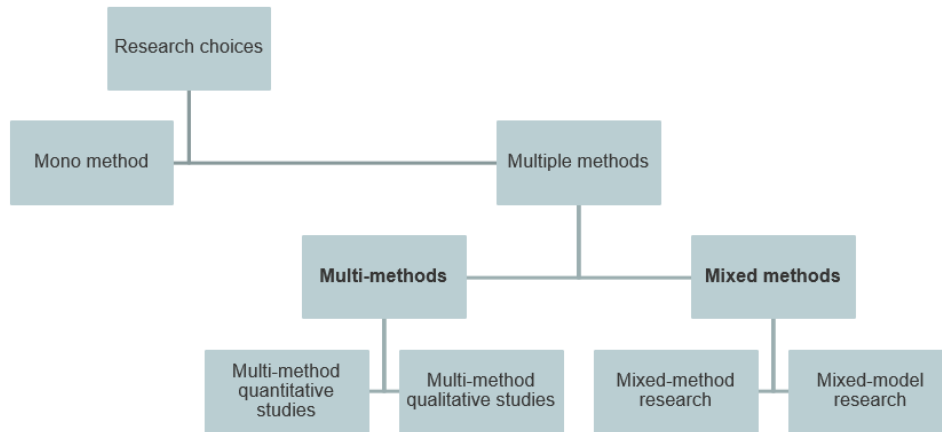 Research choices
Mono method
Multiple methods
Multi-methods
Mixed methods
Multi-method
quantitative
studies
Multi-method
qualitative studies
Mixed-method
research
Mixed-model
research